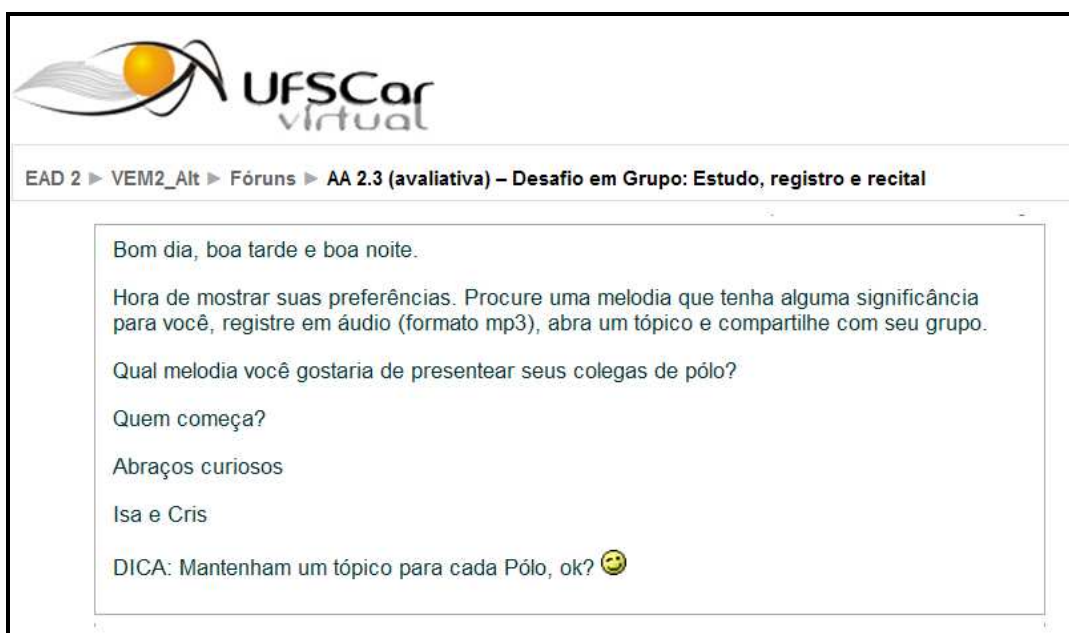 UFSCar
virtual
EAD 2 ► VEM2_Alt ► Fóruns ► AA 2.3 (avaliativa) – Desafio em Grupo: Estudo, registro e recital
Bom dia, boa tarde e boa noite.
Hora de mostrar suas preferências. Procure uma melodia que tenha alguma significância
para você, registre em áudio (formato mp3), abra um tópico e compartilhe com seu grupo.
Qual melodia você gostaria de presentear seus colegas de pólo?
Quem começa?
Abraços curiosos
Isa e Cris
DICA: Mantenham um tópico para cada Pólo, ok?